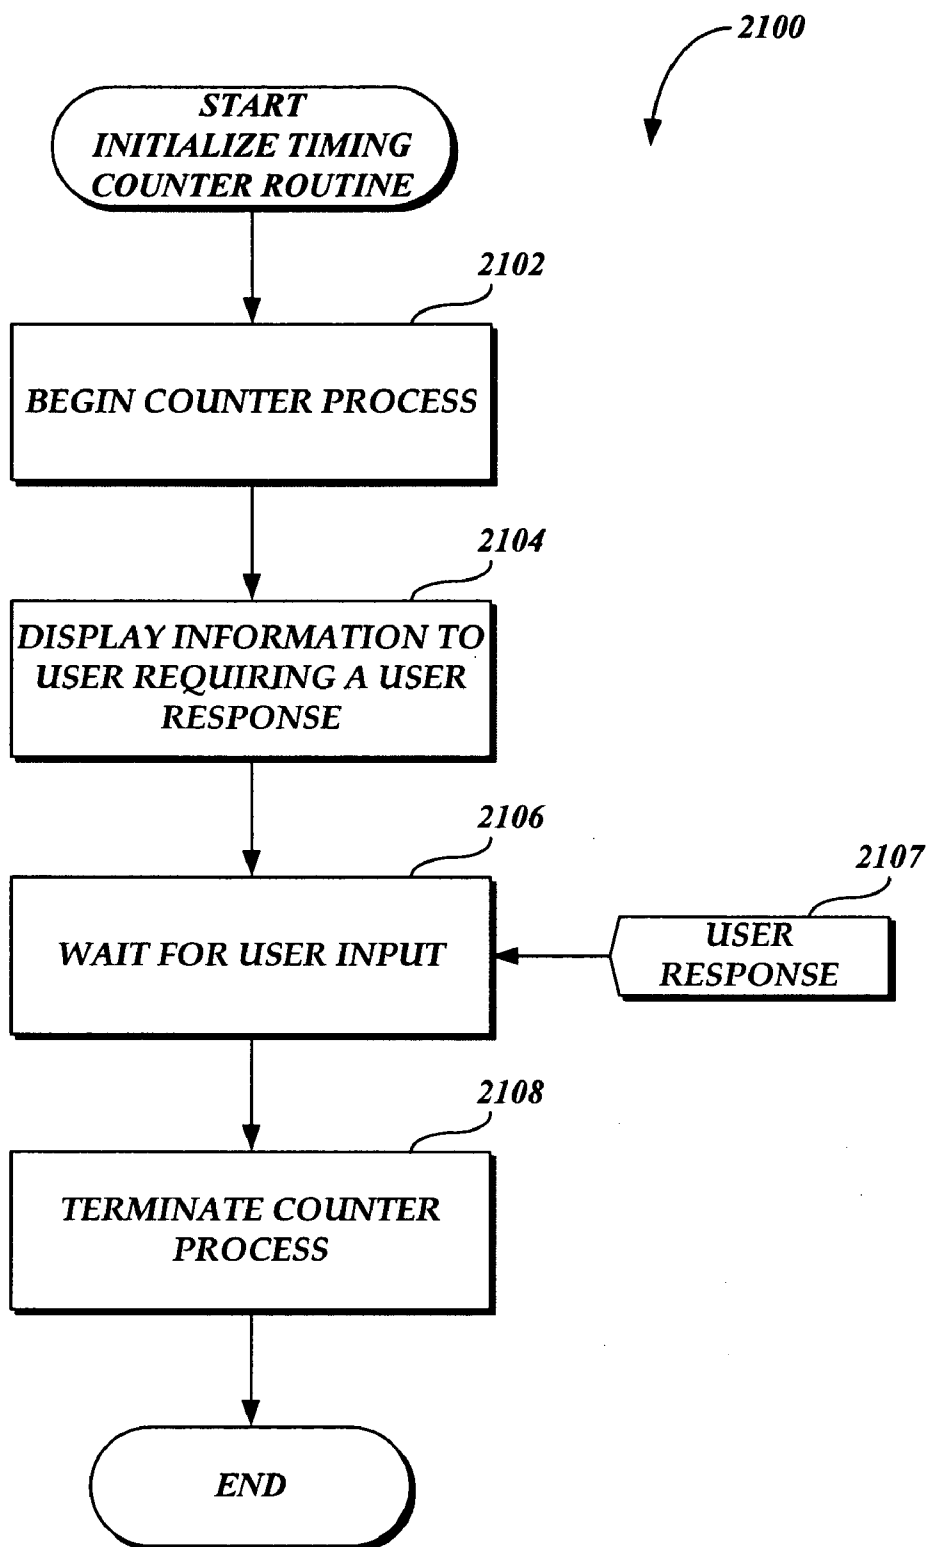 2100
START
INITIALIZE TIMING
COUNTER ROUTINE
2102
BEGIN COUNTER PROCESS
2104
DISPLAY INFORMATION TO
USER REQUIRING A USER
RESPONSE
2106
WAIT FOR USER INPUT
2107
USER
RESPONSE
2108
TERMINATE COUNTER
PROCESS
END